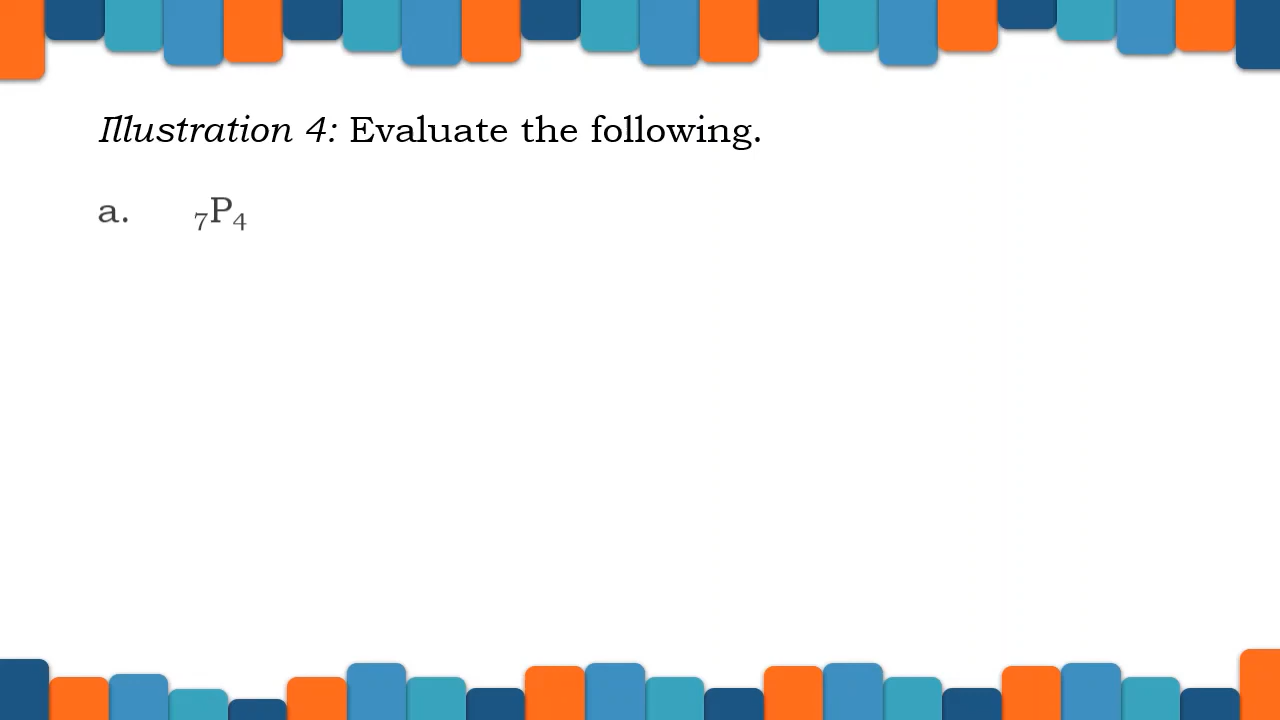 Illustration 4: Evaluate the following.
a. ₇P₄